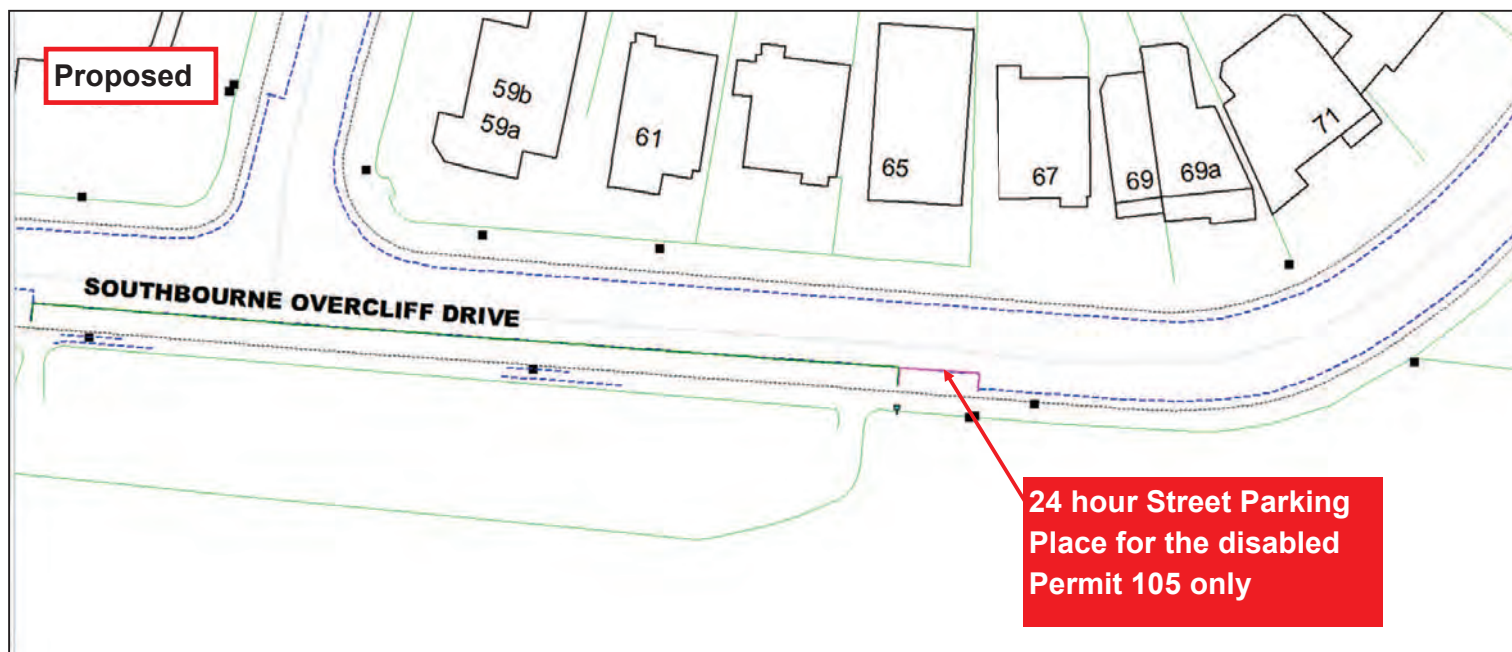 Proposed
59b
59a
61
65
67
69
69a
71
SOUTHBOURNE OVERCLIFF DRIVE
24 hour Street Parking
Place for the disabled
Permit 105 only